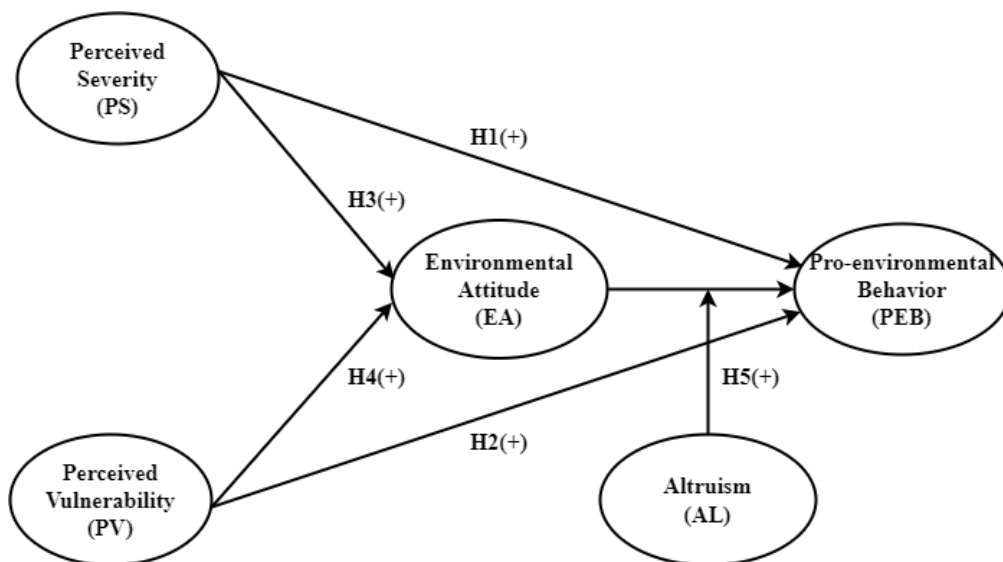 Perceived
Severity
(PS)
H1(+)
H3(+)
Environmental
Attitude
(EA)
Pro-environmental
Behavior
(PEB)
H4(+)
H5(+)
H2(+)
Perceived
Vulnerability
(PV)
Altruism
(AL)